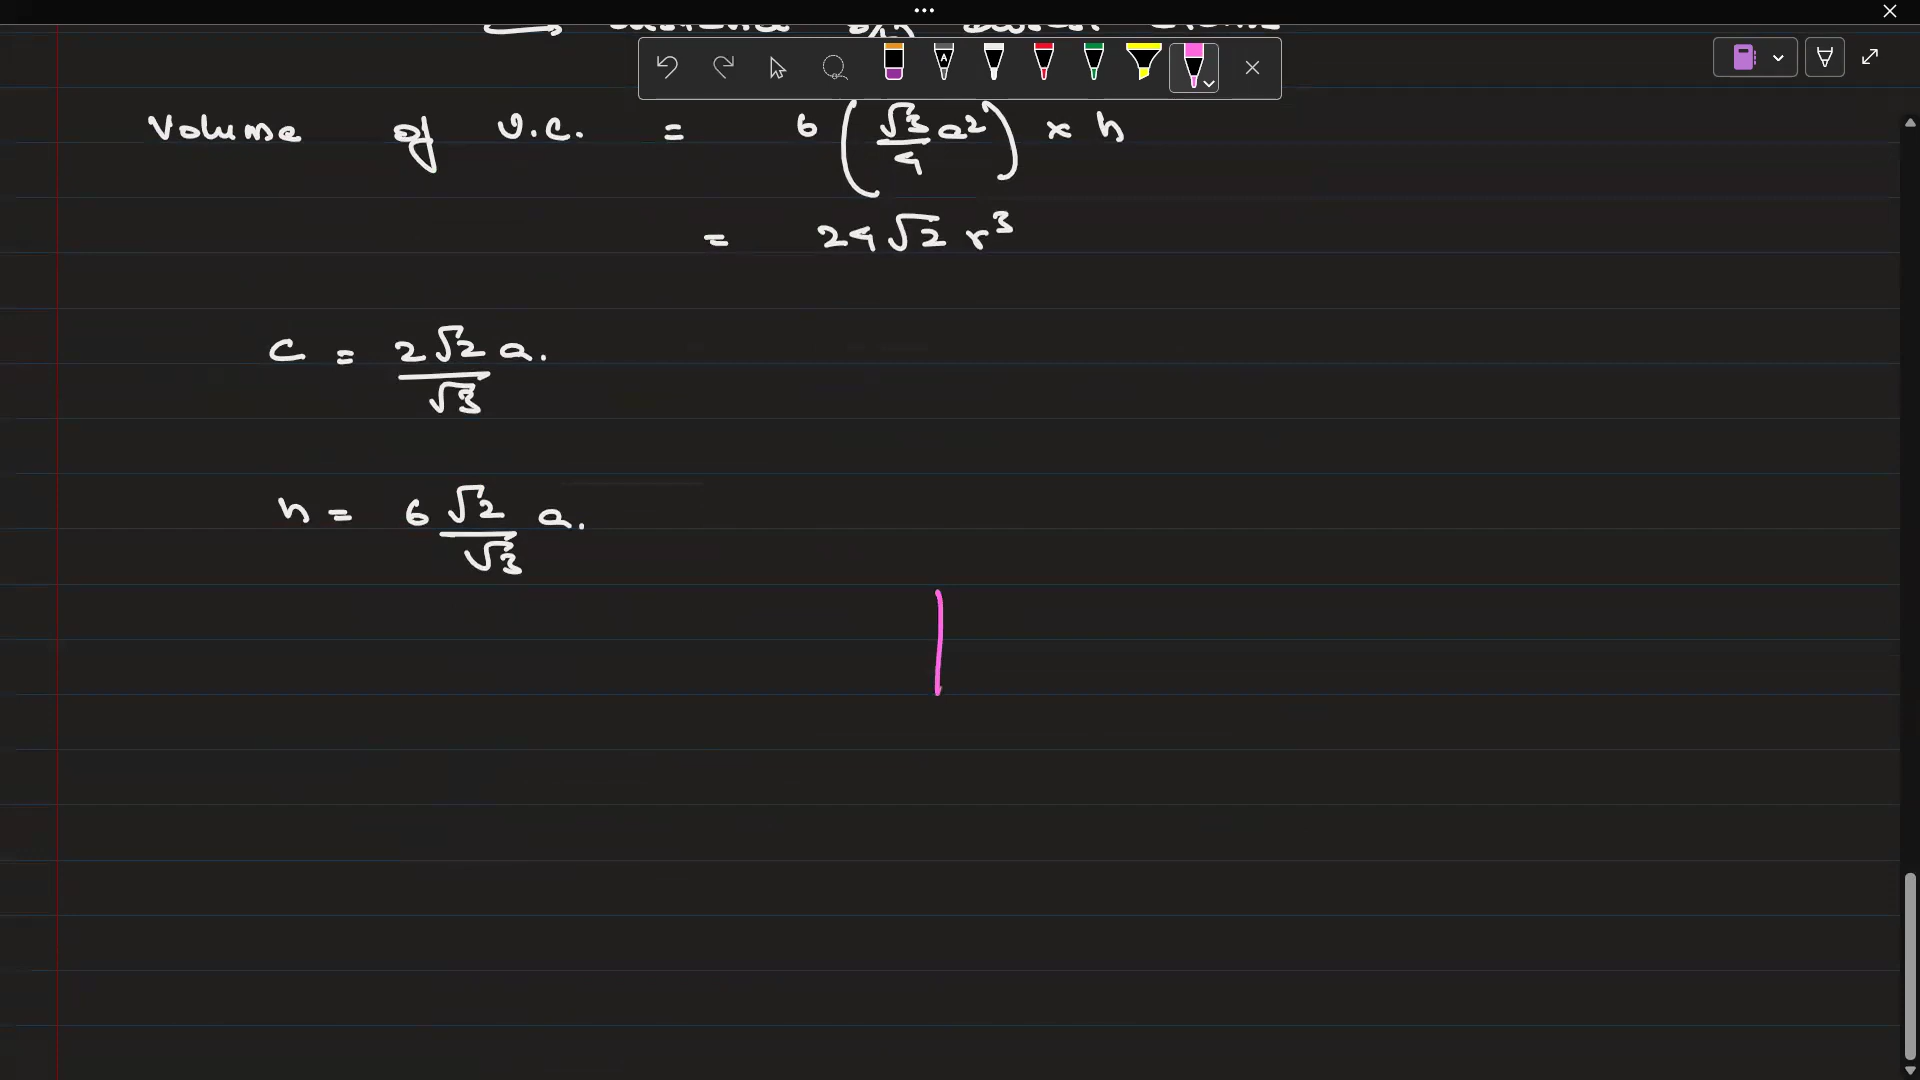 Volume of U.C. = 6 (√3/4 a²) × h
= 24√2 r³
C = 2√2 a. / √3
h = 6 √2/√3 a.